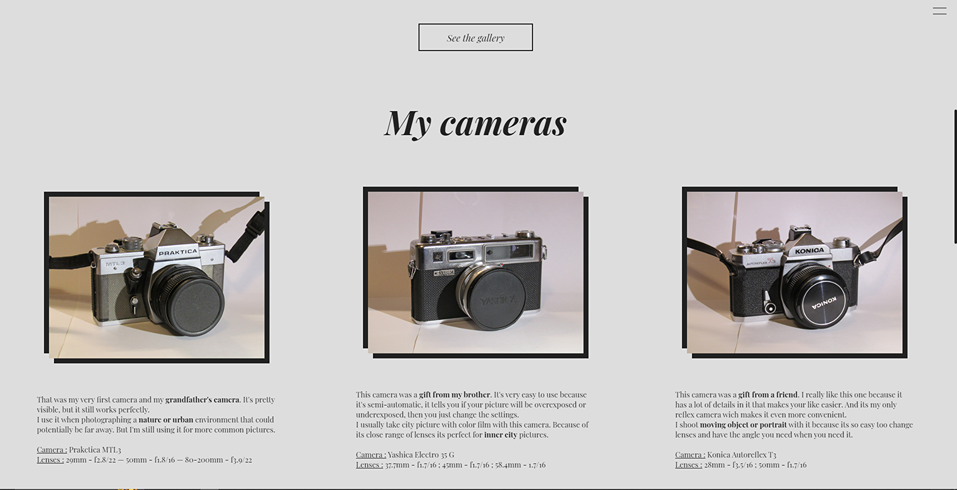 See the gallery
My cameras
MTL3
PRAKTICA
YASHICA
KONICA
KONICA
That was my very first camera and my grandfather's camera. It's pretty
visible, but it still works perfectly.
I use it when photographing a nature or urban environment that could
potentially be far away. But I'm still using it for more common pictures.
Camera : Prakctica MTL3
Lenses : 29mm - f2.8/22 — 50mm - f1.8/16 — 80-200mm - f3.9/22
This camera was a gift from my brother. It's very easy to use because
it's semi-automatic, it tells you if your picture will be overexposed or
underexposed, then you just change the settings.
I usually take city picture with color film with this camera. Because of
its close range of lenses its perfect for inner city pictures.
Camera : Yashica Electro 35 G
Lenses : 37.7mm - f1.7/16 ; 45mm - f1.7/16 ; 58.4mm - 1.7/16
This camera was a gift from a friend. I really like this one because it
has a lot of details in it that makes your like easier. And its my only
reflex camera wich makes it even more convenient.
I shoot moving object or portrait with it because its so easy too change
lenses and have the angle you need when you need it.
Camera : Konica Autoreflex T3
Lenses : 28mm - f3.5/16 ; 50mm - f1.7/16